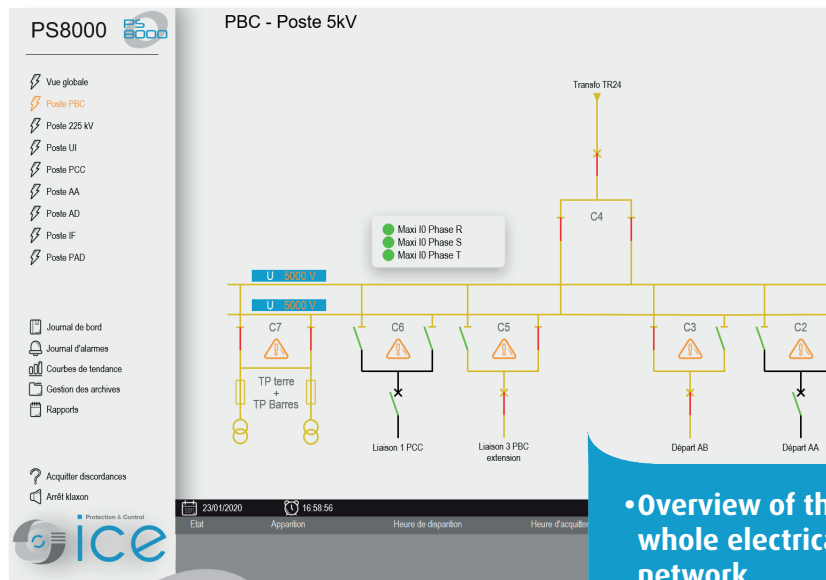 PS8000
PS
8000
PBC - Poste 5kV
Vue globale
Poste PBC
Poste 225 kV
Poste UI
Poste PCC
Poste AA
Poste AD
Poste IF
Poste PAD
Journal de bord
Journal d'alarmes
Courbes de tendance
Gestion des archives
Rapports
Acquitter discordances
Arrêt klaxon
Protection & Control
ice
Transfo TR24
C4
Maxi I0 Phase R
Maxi I0 Phase S
Maxi I0 Phase T
U 5000 V
U 5000 V
C7
C6
C5
C3
C2
TP terre
+
TP Barres
Liaison 1 PCC
Liaison 3 PBC
extension
Départ AB
Départ AA
23/01/2020
16:58:56
Etat
Apparition
Heure de disparition
Heure d'acquitter
•Overview of th
whole electrica
network